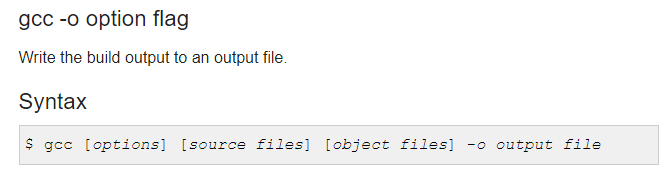 gcc -o option flag
Write the build output to an output file.
Syntax
$ gcc [options] [source files] [object files] -o output file